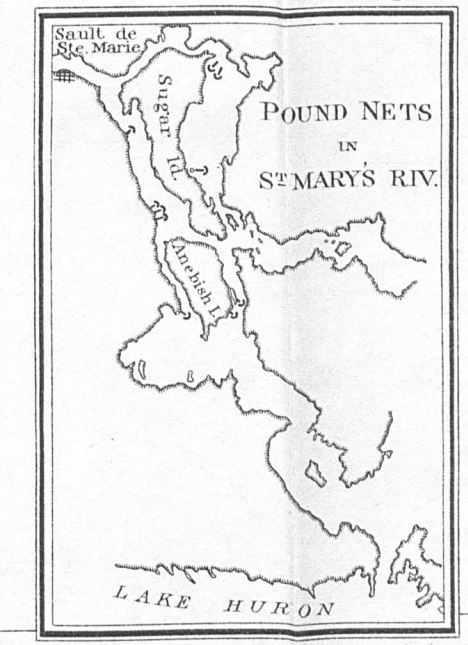 Sault de
Ste. Marie
Sugar Id.
POUND NETS
IN
ST MARY'S RIV.
Anebish I.
LAKE HURON